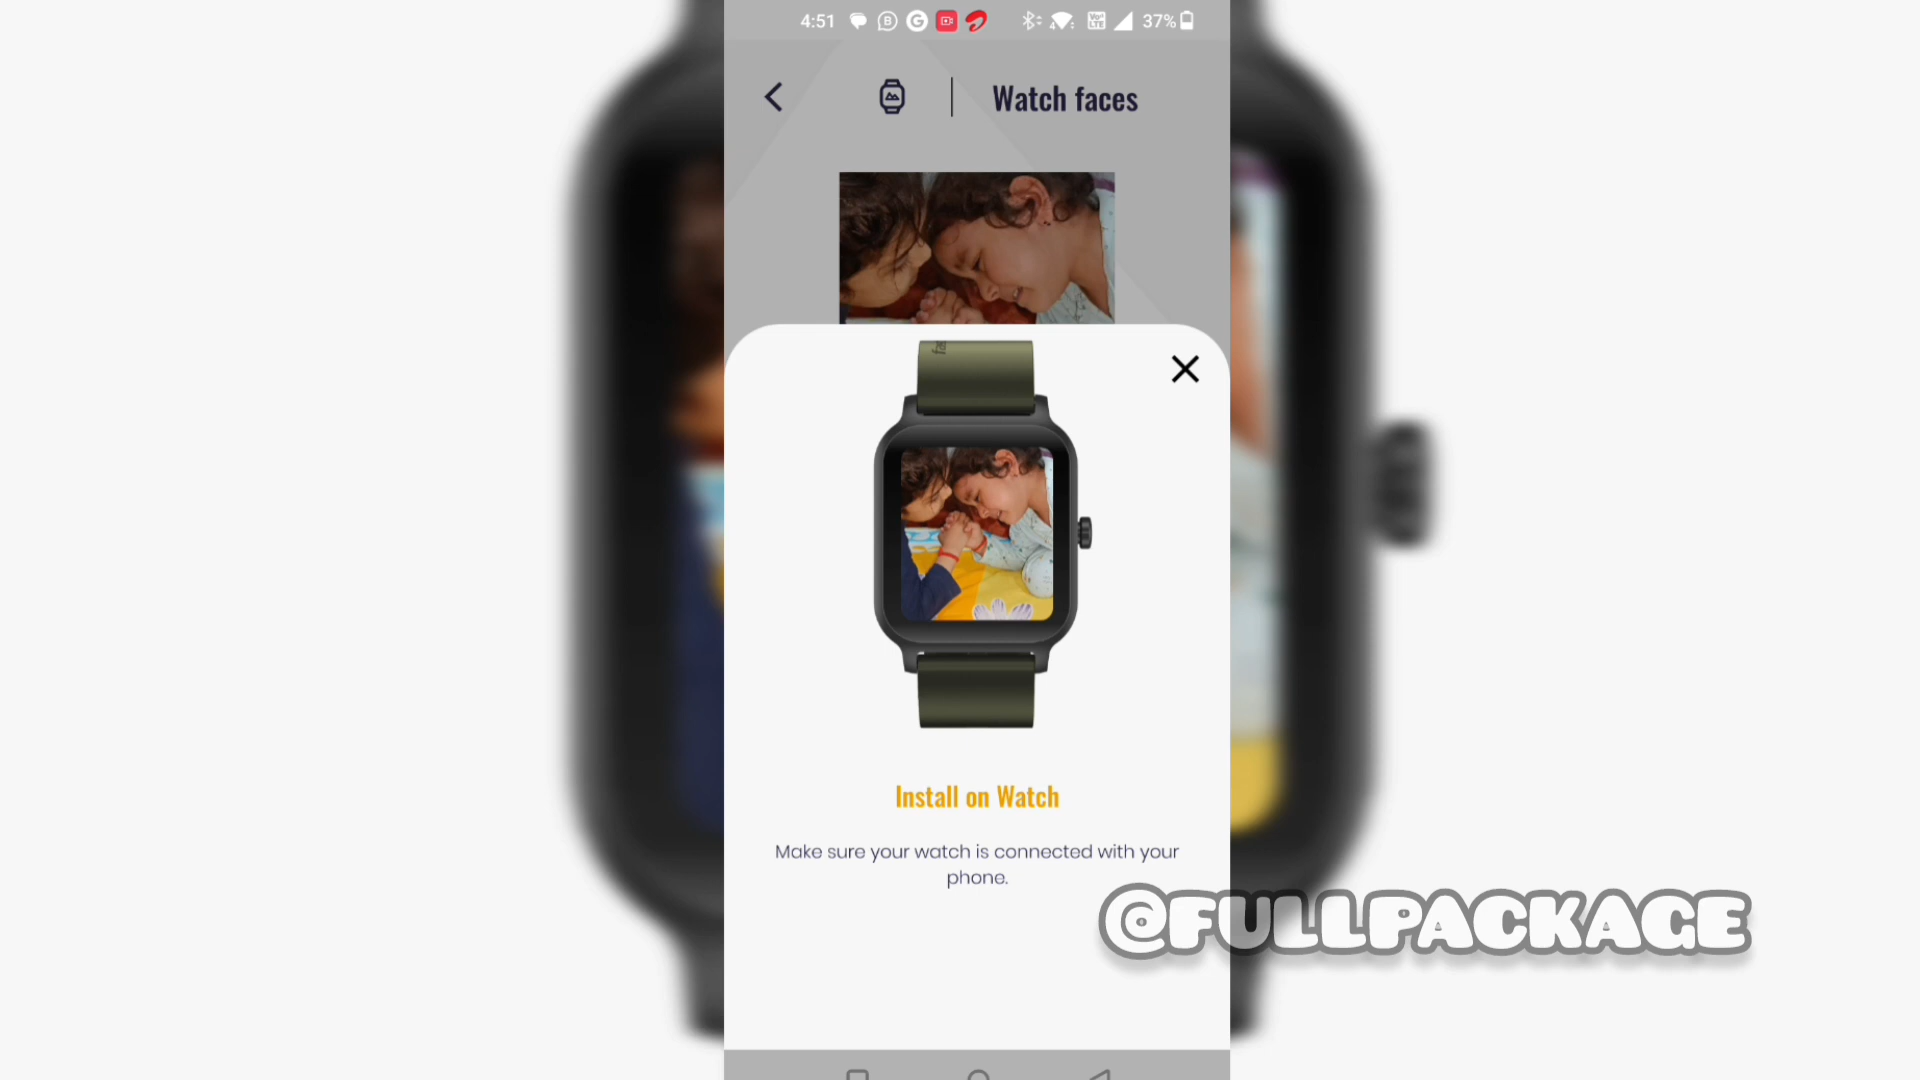 4:51
37%
Watch faces
Install on Watch
Make sure your watch is connected with your
phone.
@FULLPACKAGE